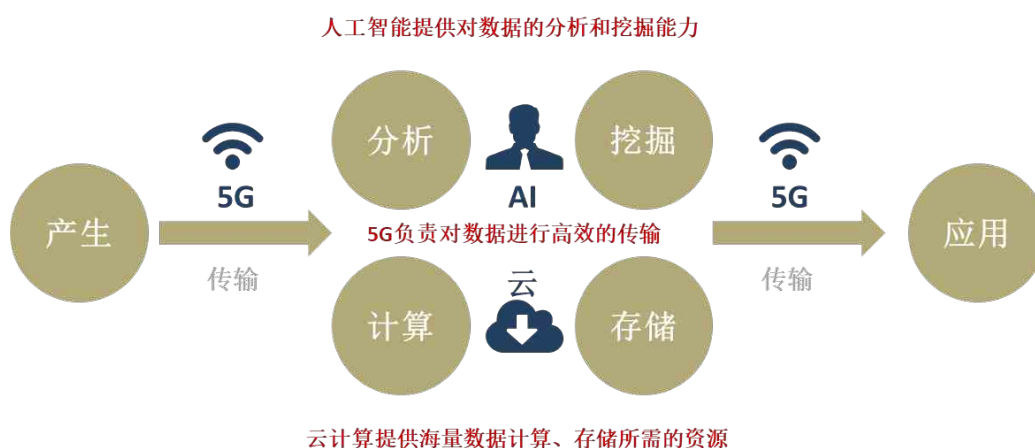 人工智能提供对数据的分析和挖掘能力
分析
挖掘
5G
AI
5G
产生
5G负责对数据进行高效的传输
应用
传输
云
传输
计算
存储
云计算提供海量数据计算、存储所需的资源